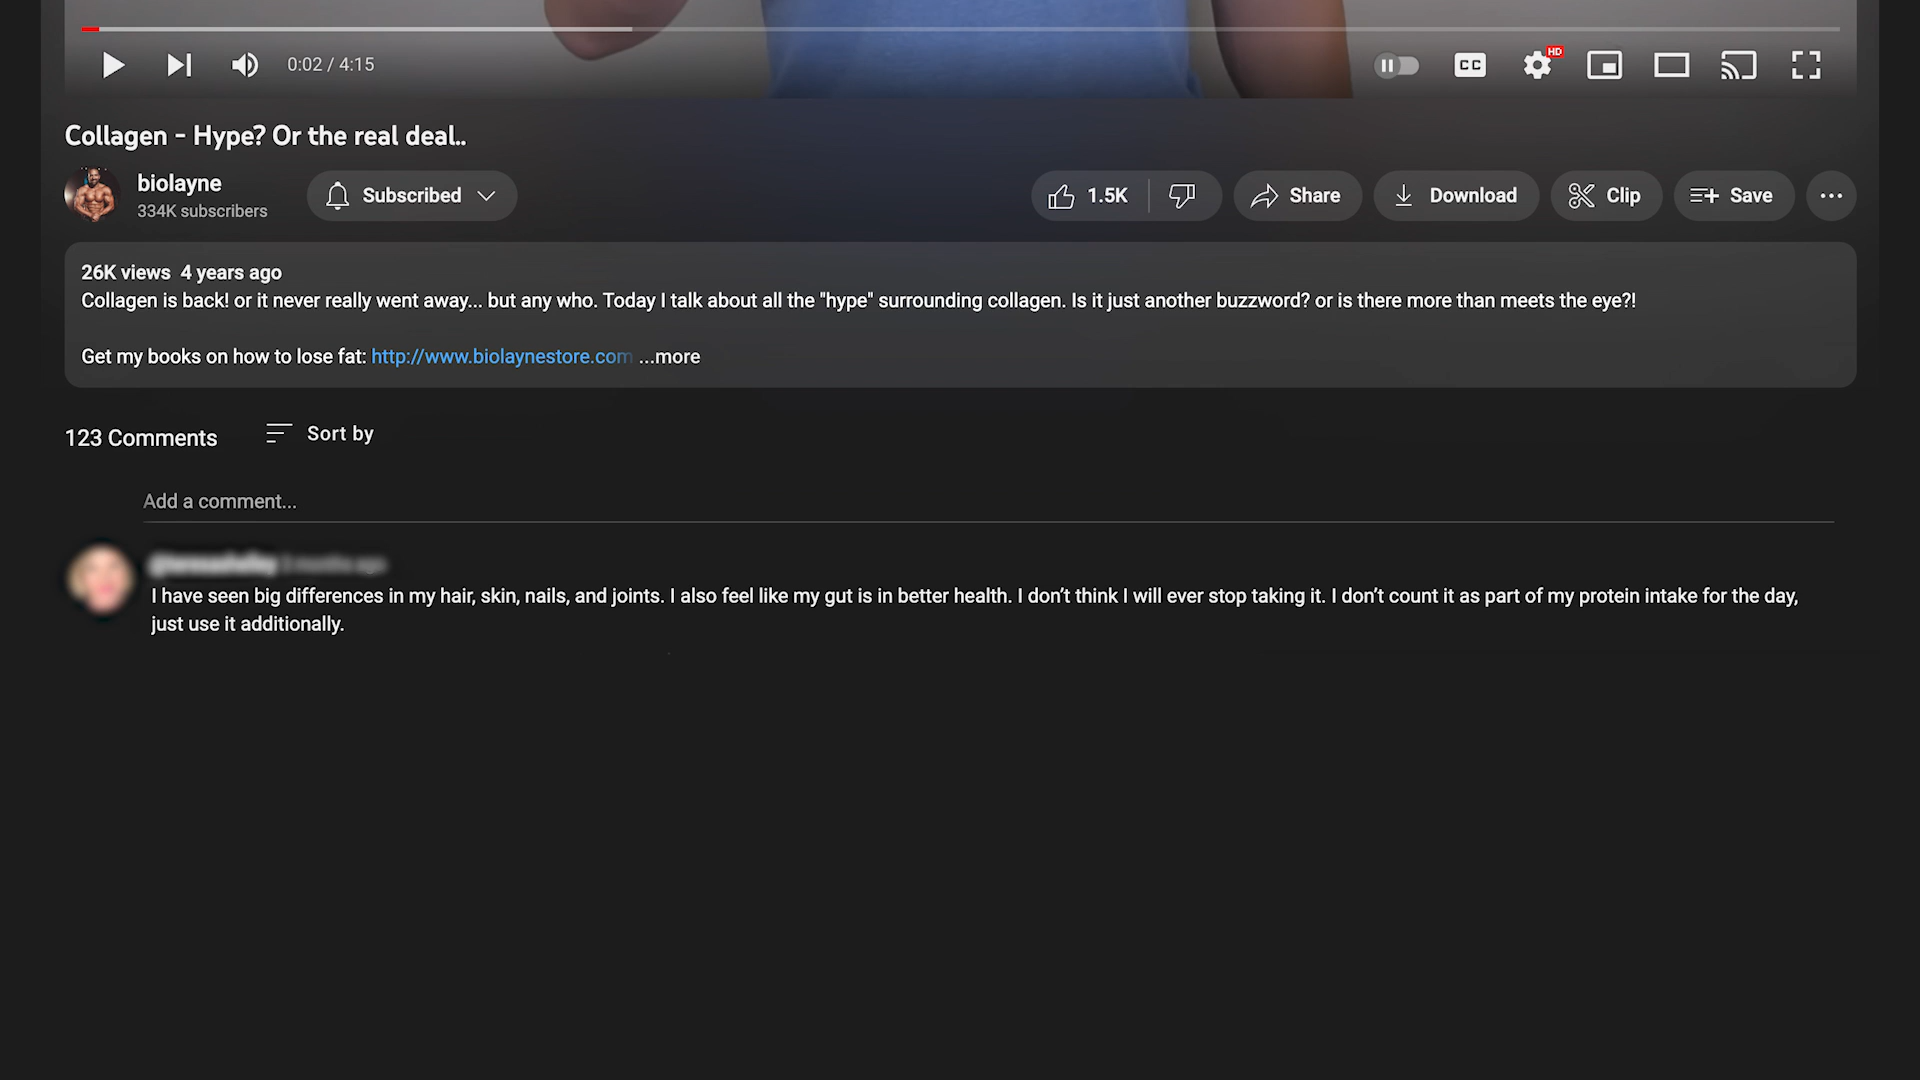 0:02 / 4:15
CC
HD
Collagen - Hype? Or the real deal..
biolayne
334K subscribers
Subscribed
1.5K
Share
Download
Clip
Save
26K views 4 years ago
Collagen is back! or it never really went away... but any who. Today I talk about all the "hype" surrounding collagen. Is it just another buzzword? or is there more than meets the eye?!
Get my books on how to lose fat: http://www.biolaynestore.com ...more
123 Comments
Sort by
Add a comment...
I have seen big differences in my hair, skin, nails, and joints. I also feel like my gut is in better health. I don’t think I will ever stop taking it. I don’t count it as part of my protein intake for the day,
just use it additionally.